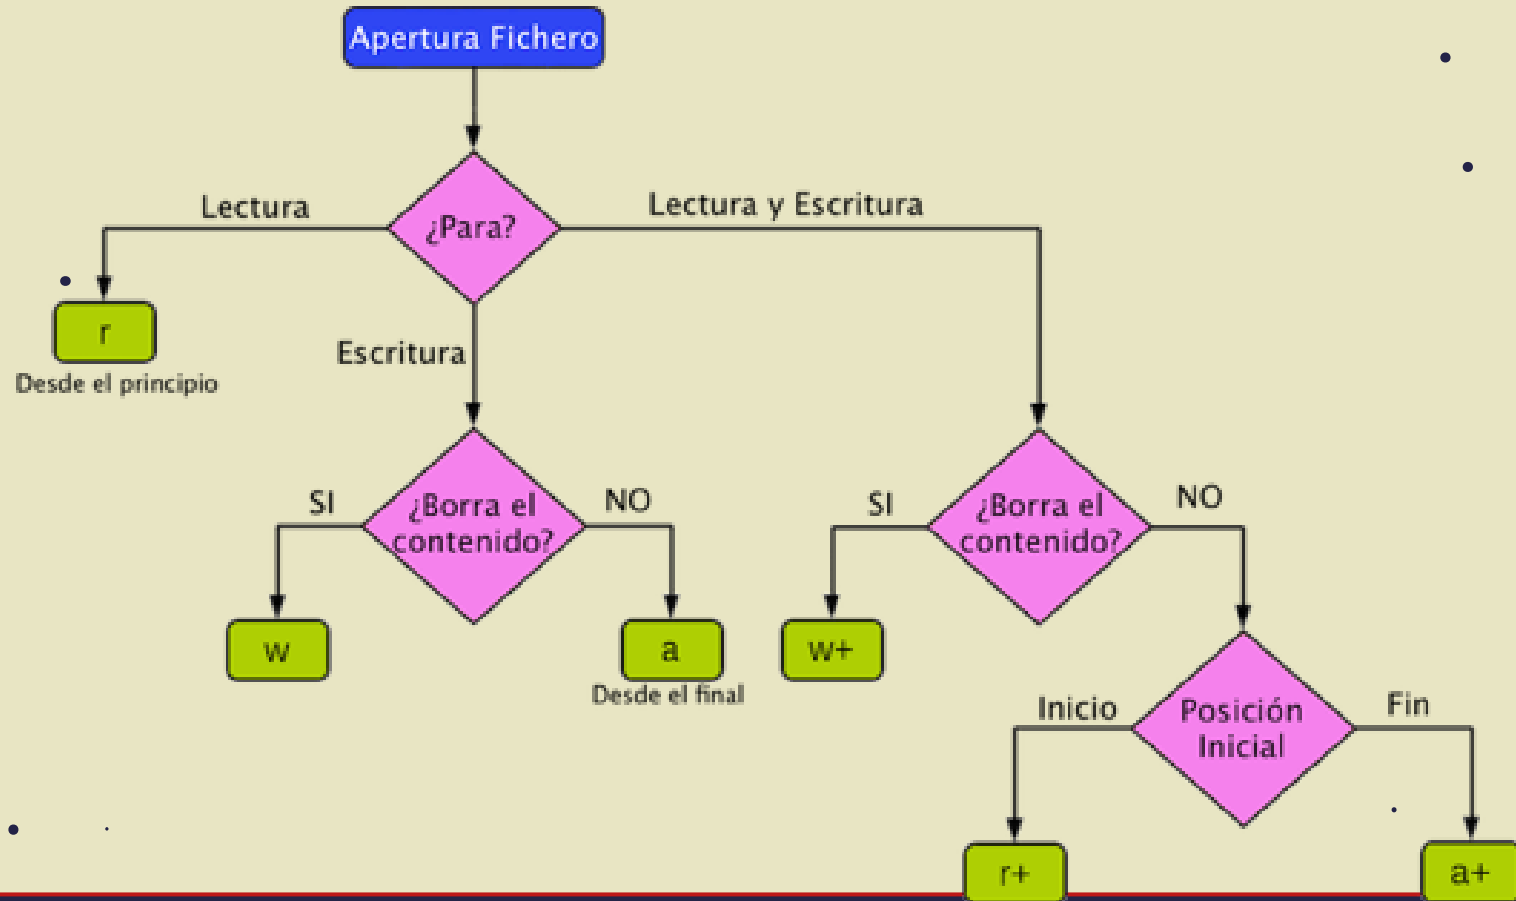 Apertura Fichero
Lectura
¿Para?
Lectura y Escritura
r
Desde el principio
Escritura
SI
¿Borra el
contenido?
NO
SI
¿Borra el
contenido?
NO
w
a
Desde el final
w+
Inicio
Posición
Inicial
Fin
r+
a+